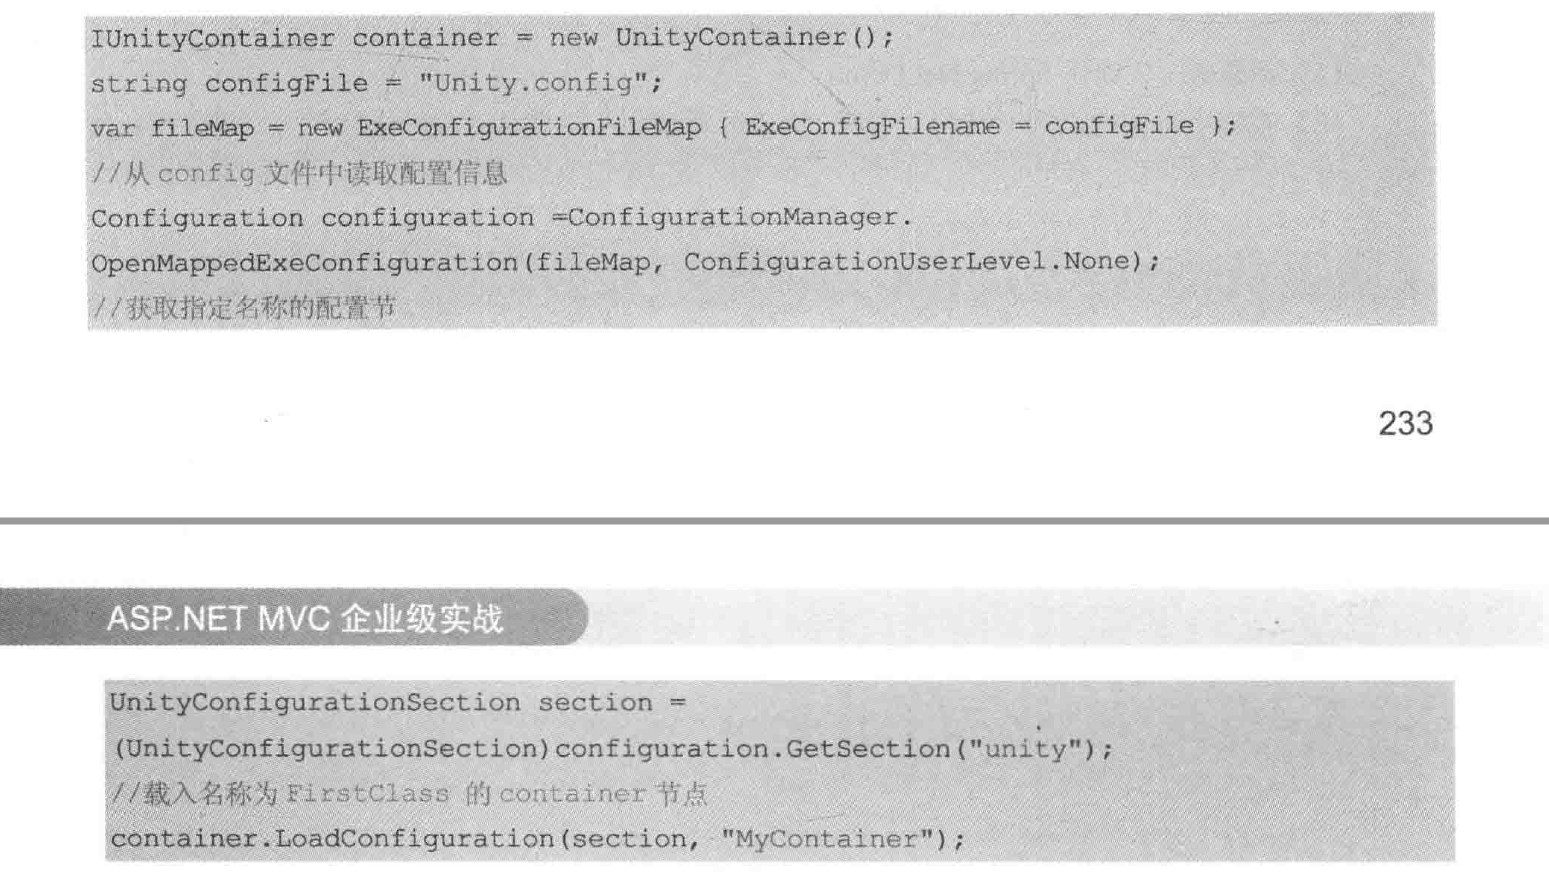 IUnityContainer container = new UnityContainer();
string configFile = "Unity.config";
var fileMap = new ExeConfigurationFileMap { ExeConfigFilename = configFile };
//从 config 文件中读取配置信息
Configuration configuration =ConfigurationManager.
OpenMappedExeConfiguration(fileMap, ConfigurationUserLevel.None);
//获取指定名称的配置节
233
ASP.NET MVC 企业级实战
UnityConfigurationSection section =
(UnityConfigurationSection)configuration.GetSection("unity");
//载入名称为 FirstClass 的 container 节点
container.LoadConfiguration(section, "MyContainer");